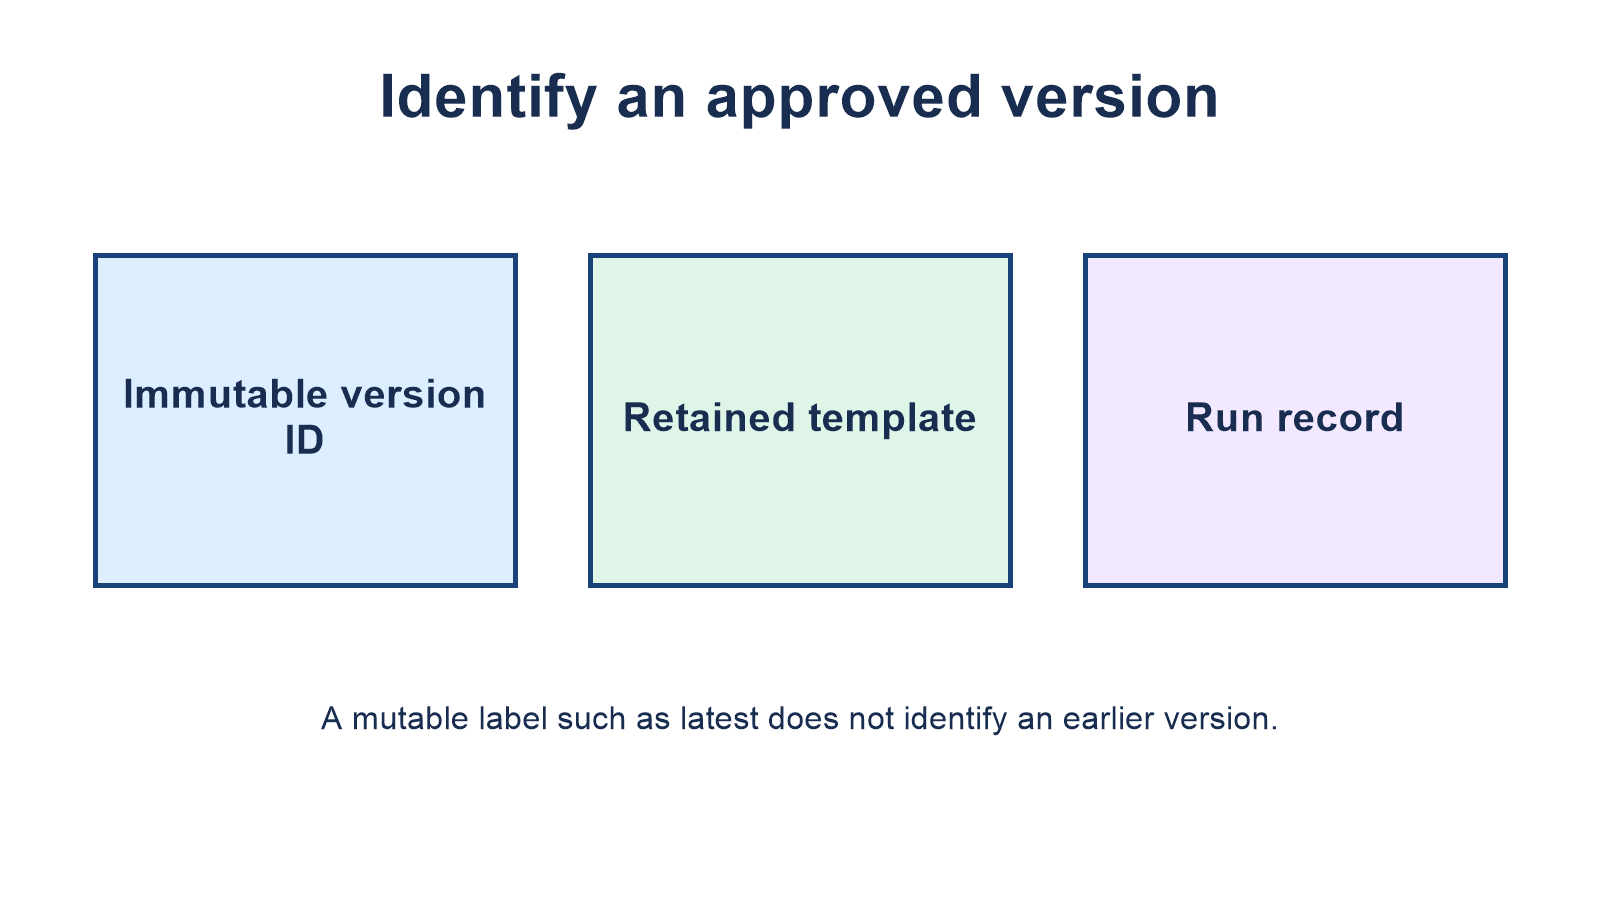 Identify an approved version
Immutable version
ID
Retained template
Run record
A mutable label such as latest does not identify an earlier version.